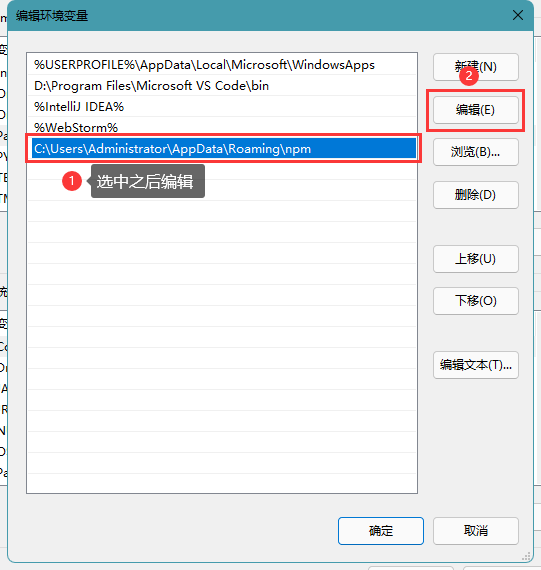 编辑环境变量
%USERPROFILE%\AppData\Local\Microsoft\WindowsApps
D:\Program Files\Microsoft VS Code\bin
%IntelliJ IDEA%
%WebStorm%
C:\Users\Administrator\AppData\Roaming\npm
1
选中之后编辑
新建(N)
2
编辑(E)
浏览(B)...
删除(D)
上移(U)
下移(O)
编辑文本(T)...
确定
取消